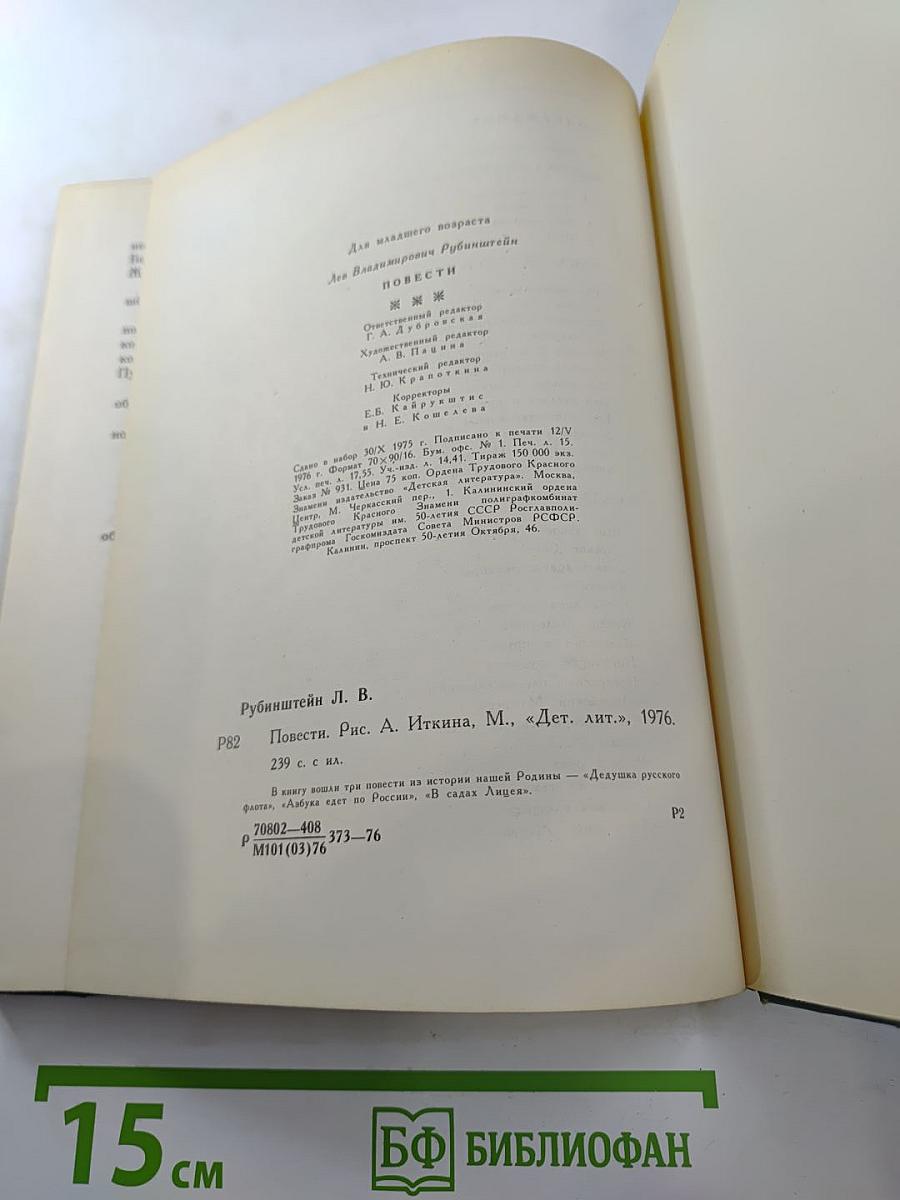 Для младшего возраста
Лев Владимирович Рубинштейн
ПОВЕСТИ
Ответственный редактор
Г. А. Дубровская
Художественный редактор
А. В. Пацина
Технический редактор
Н. Ю. Крапоткина
Корректоры
Е.Б. Кайрукштис
и Н. Е. Кошелева
Сдано в набор 30/X 1975 г. Подписано к печати 12/V
1976 г. Формат 70×90/16. Бум. офс. № 1. Печ. л. 15.
Усл. печ. л. 17,55. Уч.-изд. л. 14,41. Тираж 150 000 экз.
Заказ № 931. Цена 75 коп. Ордена Трудового Красного
Знамени издательство «Детская литература». Москва,
Центр, М. Черкасский пер., 1. Калининский ордена
Трудового Красного Знамени полиграфкомбинат
детской литературы им. 50-летия СССР Росглавполи-
графпрома Госкомиздата Совета Министров РСФСР.
Калинин, проспект 50-летия Октября, 46.
Рубинштейн Л. В.
Р82 Повести. Рис. А. Иткина, М., «Дет. лит.», 1976.
239 с. с ил.
В книгу вошли три повести из истории нашей Родины — «Дедушка русского
флота», «Азбука едет по России», «В садах Лицея».
Р 70802—408
М101(03)76 373—76
Р2
15 см
БФ БИБЛИОФАН